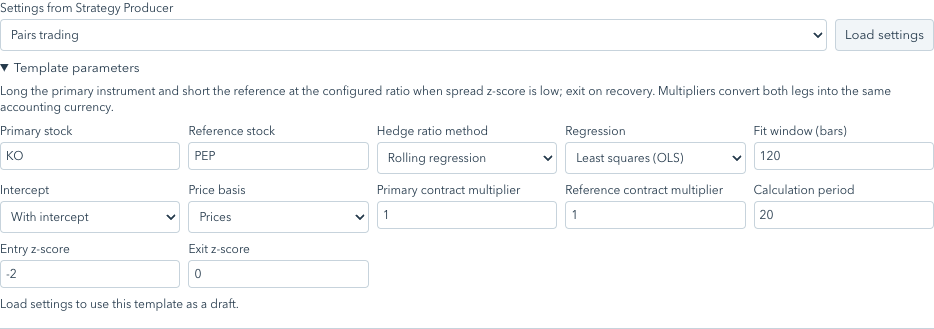 Settings from Strategy Producer
Pairs trading
Load settings
▼ Template parameters
Long the primary instrument and short the reference at the configured ratio when spread z-score is low; exit on recovery. Multipliers convert both legs into the same
accounting currency.
Primary stock
Reference stock
Hedge ratio method
Regression
Fit window (bars)
KO
PEP
Rolling regression
Least squares (OLS)
120
Intercept
Price basis
Primary contract multiplier
Reference contract multiplier
Calculation period
With intercept
Prices
1
1
20
Entry z-score
Exit z-score
-2
0
Load settings to use this template as a draft.